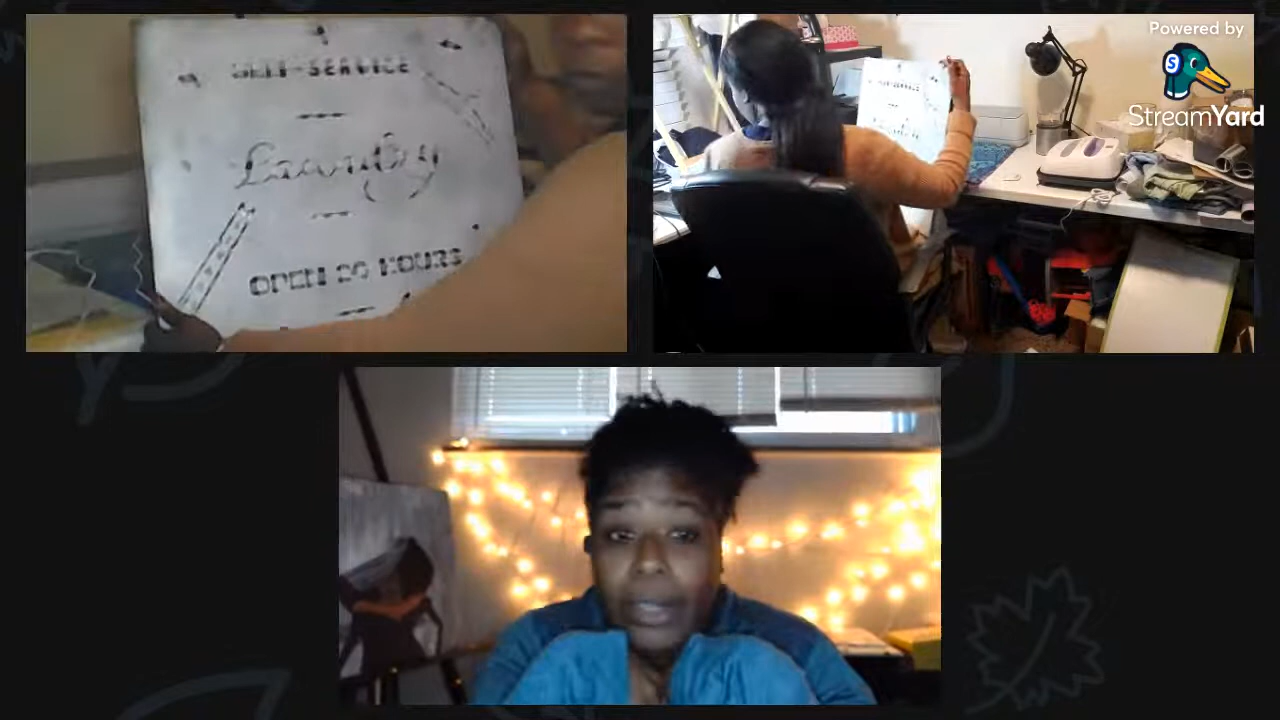 SELF-SERVICE
Laundry
OPEN 24 HOURS
Powered by
StreamYard